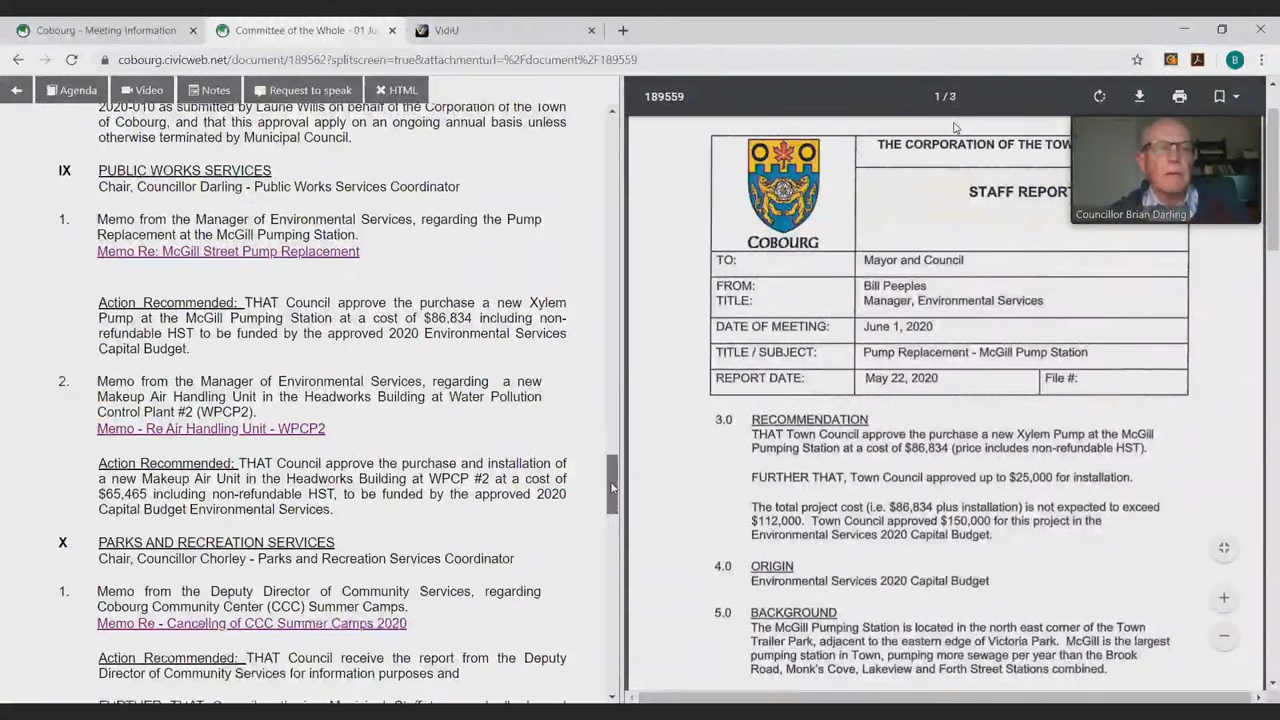 Cobourg - Meeting Information
Committee of the Whole - 01 Ju
VidiU
cobourg.civicweb.net/document/189562?splitscreen=true&attachmenturl=%2Fdocument%2F189559
B
Agenda
Video
Notes
Request to speak
HTML
2020-010 as submitted by Laurie Wills on behalf of the Corporation of the Town
of Cobourg, and that this approval apply on an ongoing annual basis unless
otherwise terminated by Municipal Council.
IX PUBLIC WORKS SERVICES
Chair, Councillor Darling - Public Works Services Coordinator
1. Memo from the Manager of Environmental Services, regarding the Pump
Replacement at the McGill Pumping Station.
Memo Re: McGill Street Pump Replacement
Action Recommended: THAT Council approve the purchase a new Xylem
Pump at the McGill Pumping Station at a cost of $86,834 including non-
refundable HST to be funded by the approved 2020 Environmental Services
Capital Budget.
2. Memo from the Manager of Environmental Services, regarding a new
Makeup Air Handling Unit in the Headworks Building at Water Pollution
Control Plant #2 (WPCP2).
Memo - Re Air Handling Unit - WPCP2
Action Recommended: THAT Council approve the purchase and installation of
a new Makeup Air Unit in the Headworks Building at WPCP #2 at a cost of
$65,465 including non-refundable HST, to be funded by the approved 2020
Capital Budget Environmental Services.
X PARKS AND RECREATION SERVICES
Chair, Councillor Chorley - Parks and Recreation Services Coordinator
1. Memo from the Deputy Director of Community Services, regarding
Cobourg Community Center (CCC) Summer Camps.
Memo Re - Canceling of CCC Summer Camps 2020
Action Recommended: THAT Council receive the report from the Deputy
Director of Community Services for information purposes and
189559
1 / 3
THE CORPORATION OF THE TOW
STAFF REPORT
COBOURG
Councillor Brian Darling
TO: Mayor and Council
FROM: Bill Peeples
TITLE: Manager, Environmental Services
DATE OF MEETING: June 1, 2020
TITLE / SUBJECT: Pump Replacement - McGill Pump Station
REPORT DATE: May 22, 2020 File #:
3.0 RECOMMENDATION
THAT Town Council approve the purchase a new Xylem Pump at the McGill
Pumping Station at a cost of $86,834 (price includes non-refundable HST).
FURTHER THAT, Town Council approved up to $25,000 for installation.
The total project cost (i.e. $86,834 plus installation) is not expected to exceed
$112,000. Town Council approved $150,000 for this project in the
Environmental Services 2020 Capital Budget.
4.0 ORIGIN
Environmental Services 2020 Capital Budget
5.0 BACKGROUND
The McGill Pumping Station is located in the north east corner of the Town
Trailer Park, adjacent to the eastern edge of Victoria Park. McGill is the largest
pumping station in Town, pumping more sewage per year than the Brook
Road, Monk's Cove, Lakeview and Forth Street Stations combined.